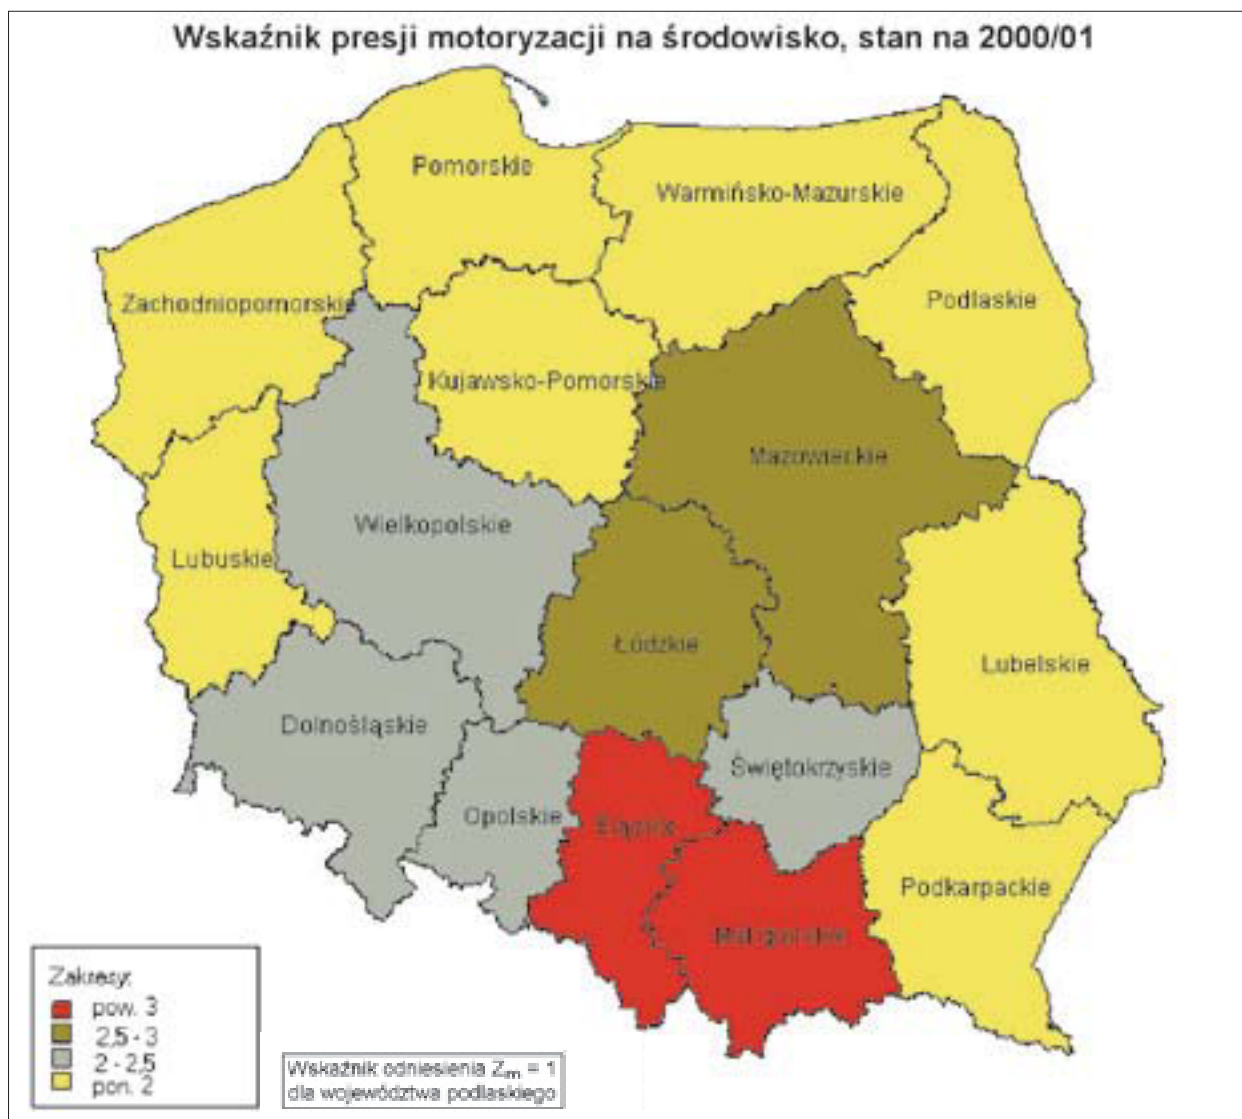 Wskaźnik presji motoryzacji na środowisko, stan na 2000/01
Pomorskie
Warmińsko-Mazurskie
Zachodniopomorskie
Podlaskie
Kujawsko-Pomorskie
Mazowieckie
Wielkopolskie
Lubuskie
Łódzkie
Lubelskie
Dolnośląskie
Świętokrzyskie
Opolskie
Śląskie
Podkarpackie
Małopolskie
Zakresy:
pow. 3
2,5 - 3
2 - 2,5
pon. 2
Wskaźnik odniesienia Zm = 1
dla województwa podlaskiego